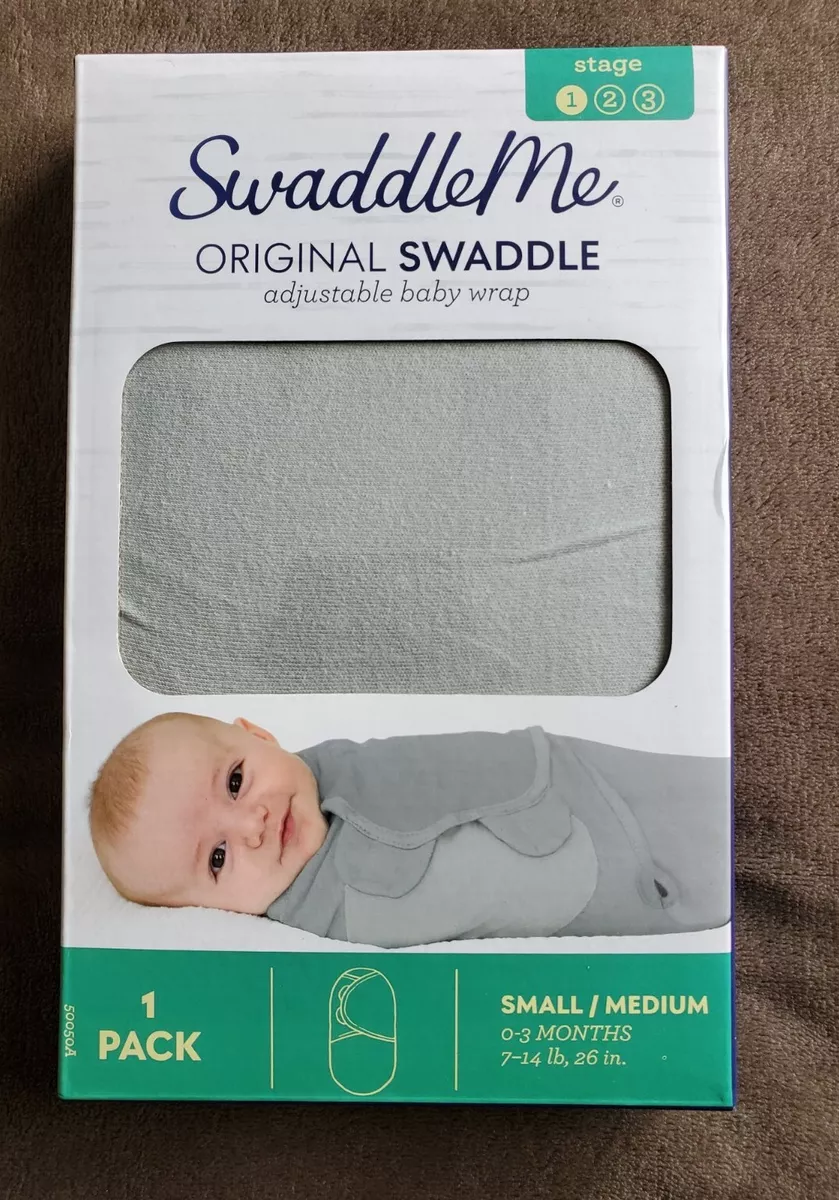 stage
1 2 3
SwaddleMe®
ORIGINAL SWADDLE
adjustable baby wrap
1
PACK
SMALL / MEDIUM
0-3 MONTHS
7–14 lb, 26 in.
50050A